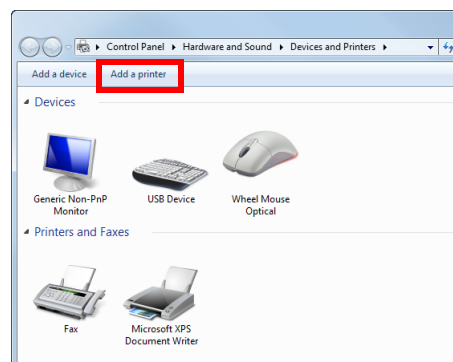 Control Panel ▸ Hardware and Sound ▸ Devices and Printers ▸
Add a device Add a printer
Devices
Generic Non-PnP
Monitor
USB Device
Wheel Mouse
Optical
Printers and Faxes
Fax
Microsoft XPS
Document Writer